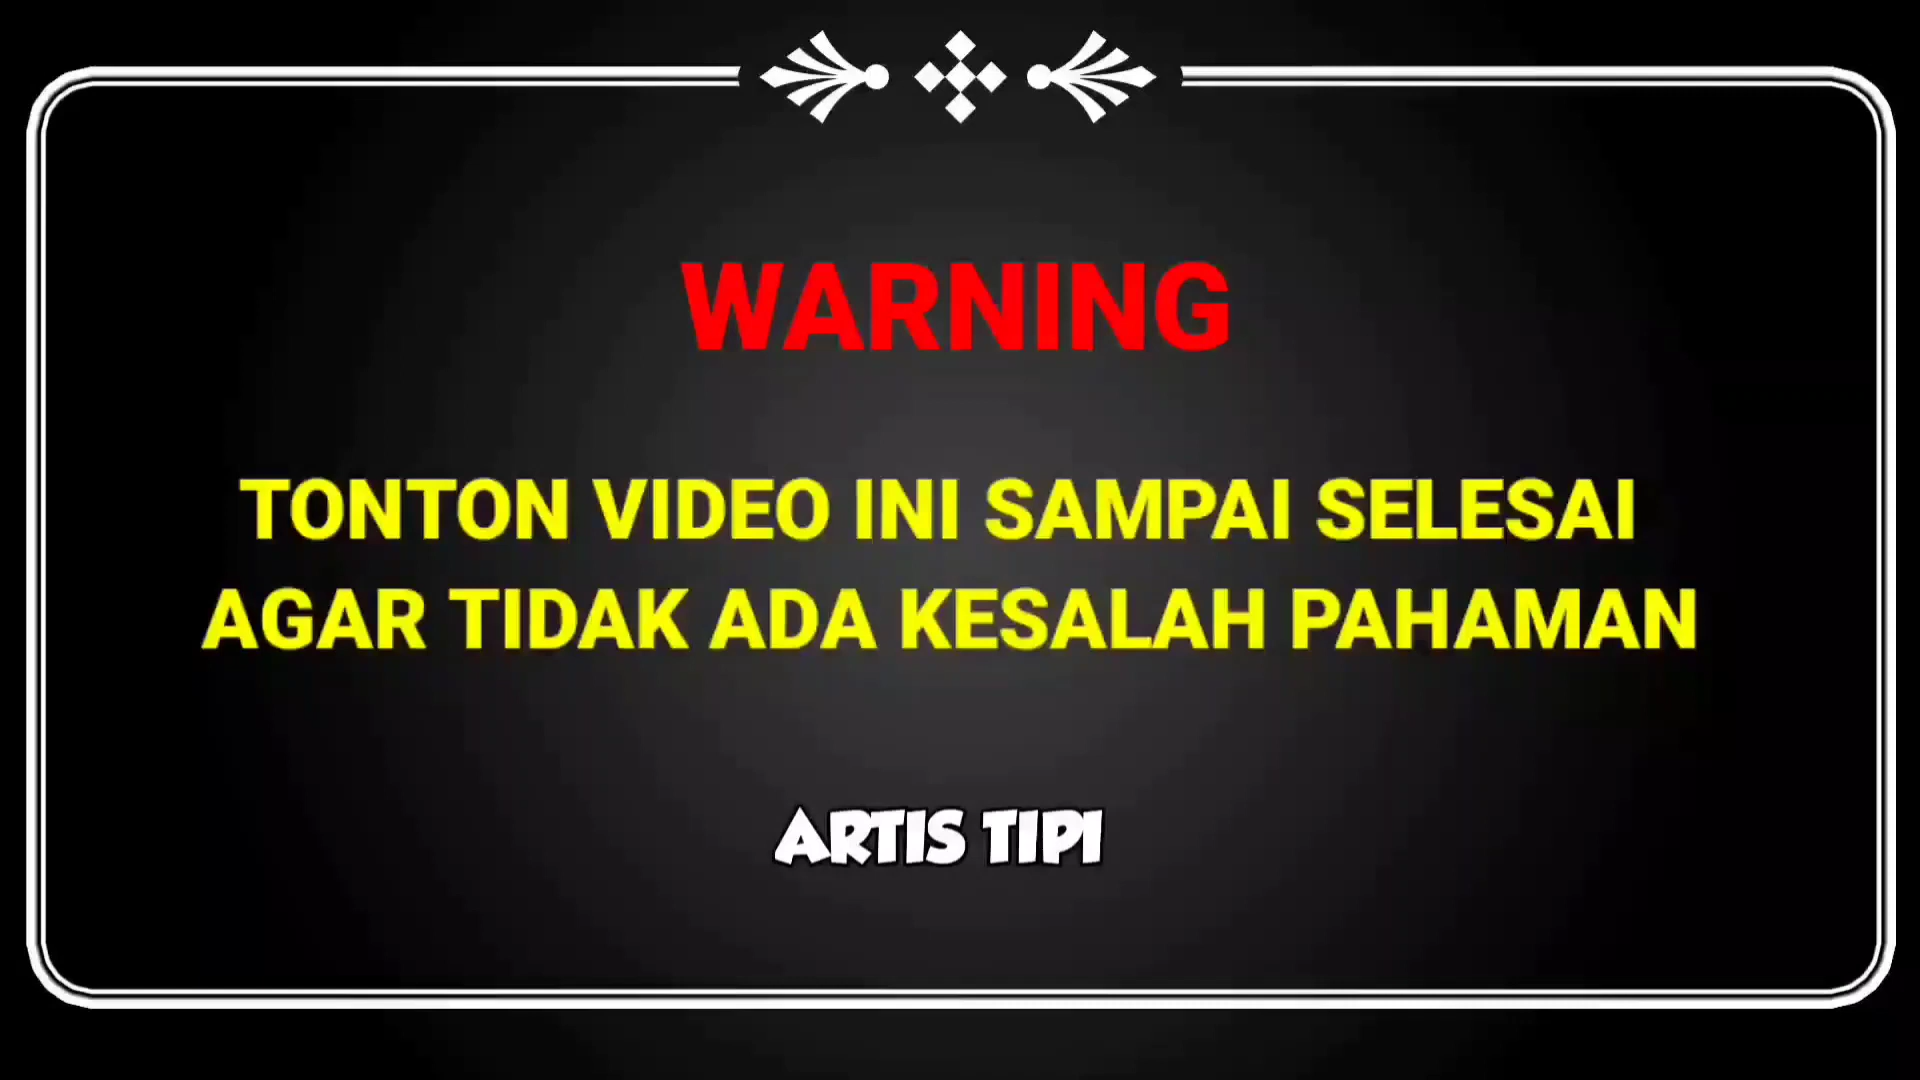 WARNING
TONTON VIDEO INI SAMPAI SELESAI
AGAR TIDAK ADA KESALAH PAHAMAN
ARTIS TIPI